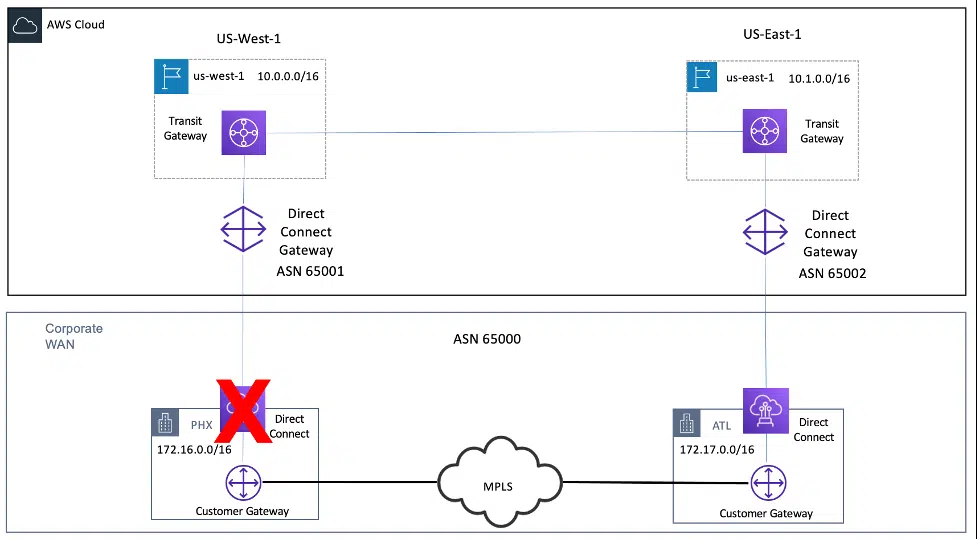 AWS Cloud
US-West-1
US-East-1
us-west-1 10.0.0.0/16
us-east-1 10.1.0.0/16
Transit
Gateway
Transit
Gateway
Direct
Connect
Gateway
ASN 65001
Direct
Connect
Gateway
ASN 65002
Corporate
WAN
ASN 65000
PHX
Direct
Connect
172.16.0.0/16
Customer Gateway
MPLS
ATL
Direct
Connect
172.17.0.0/16
Customer Gateway